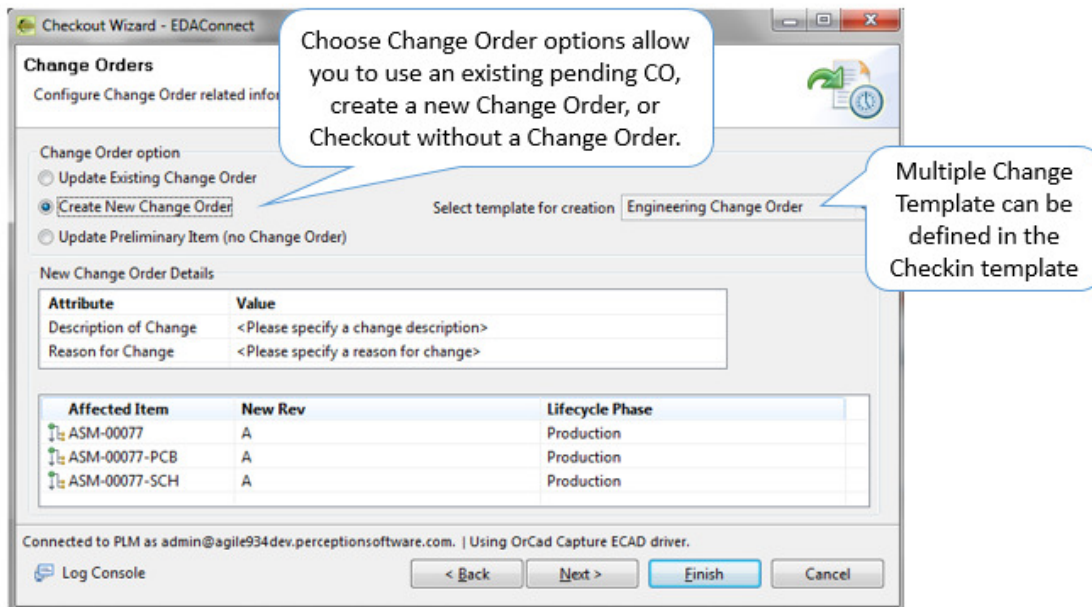 Checkout Wizard - EDAConnect
Choose Change Order options allow
you to use an existing pending CO,
create a new Change Order, or
Checkout without a Change Order.
Change Orders
Configure Change Order related
Change Order option
Update Existing Change Order
Create New Change Order
Select template for creation Engineering Change Order
Update Preliminary Item (no Change Order)
Multiple Change
Template can be
defined in the
Checkin template
New Change Order Details
Attribute Value
Description of Change <Please specify a change description>
Reason for Change <Please specify a reason for change>
Affected Item New Rev Lifecycle Phase
ASM-00077 A Production
ASM-00077-PCB A Production
ASM-00077-SCH A Production
Connected to PLM as admin@agile934dev.perceptionsoftware.com. | Using OrCad Capture ECAD driver.
Log Console < Back Next > Finish Cancel